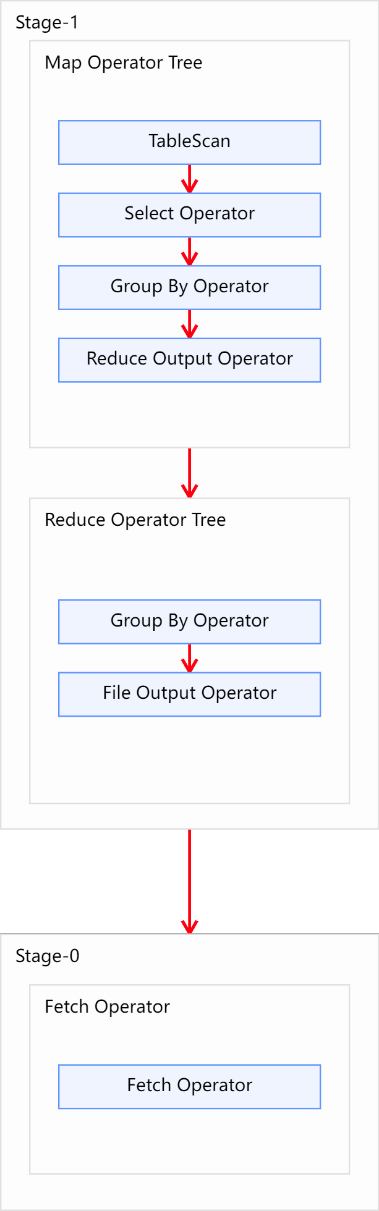 Stage-1
Map Operator Tree
TableScan
Select Operator
Group By Operator
Reduce Output Operator
Reduce Operator Tree
Group By Operator
File Output Operator
Stage-0
Fetch Operator
Fetch Operator